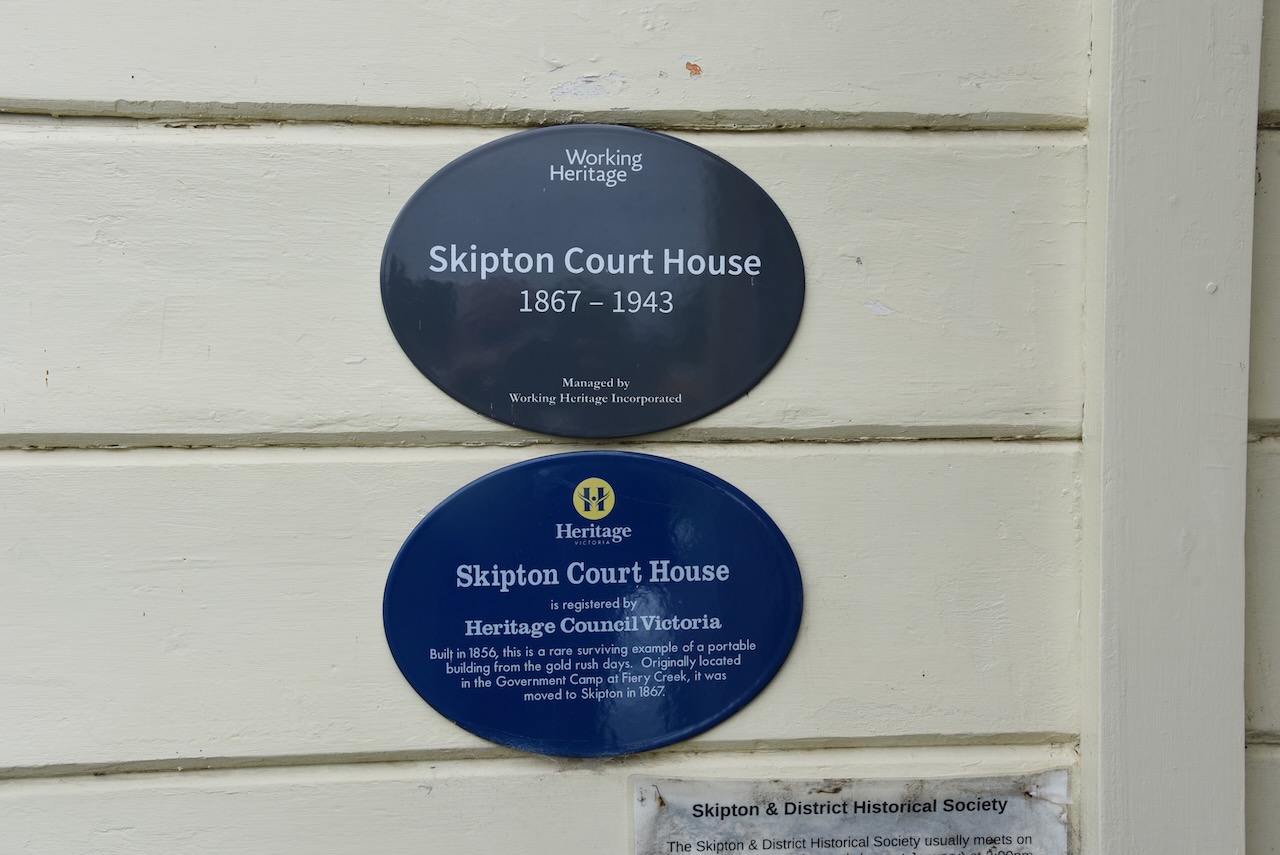 Working
Heritage
Skipton Court House
1867 – 1943
Managed by
Working Heritage Incorporated
H
Heritage
VICTORIA
Skipton Court House
is registered by
Heritage Council Victoria
Built in 1856, this is a rare surviving example of a portable
building from the gold rush days. Originally located
in the Government Camp at Fiery Creek, it was
moved to Skipton in 1867.
Skipton & District Historical Society
The Skipton & District Historical Society usually meets on